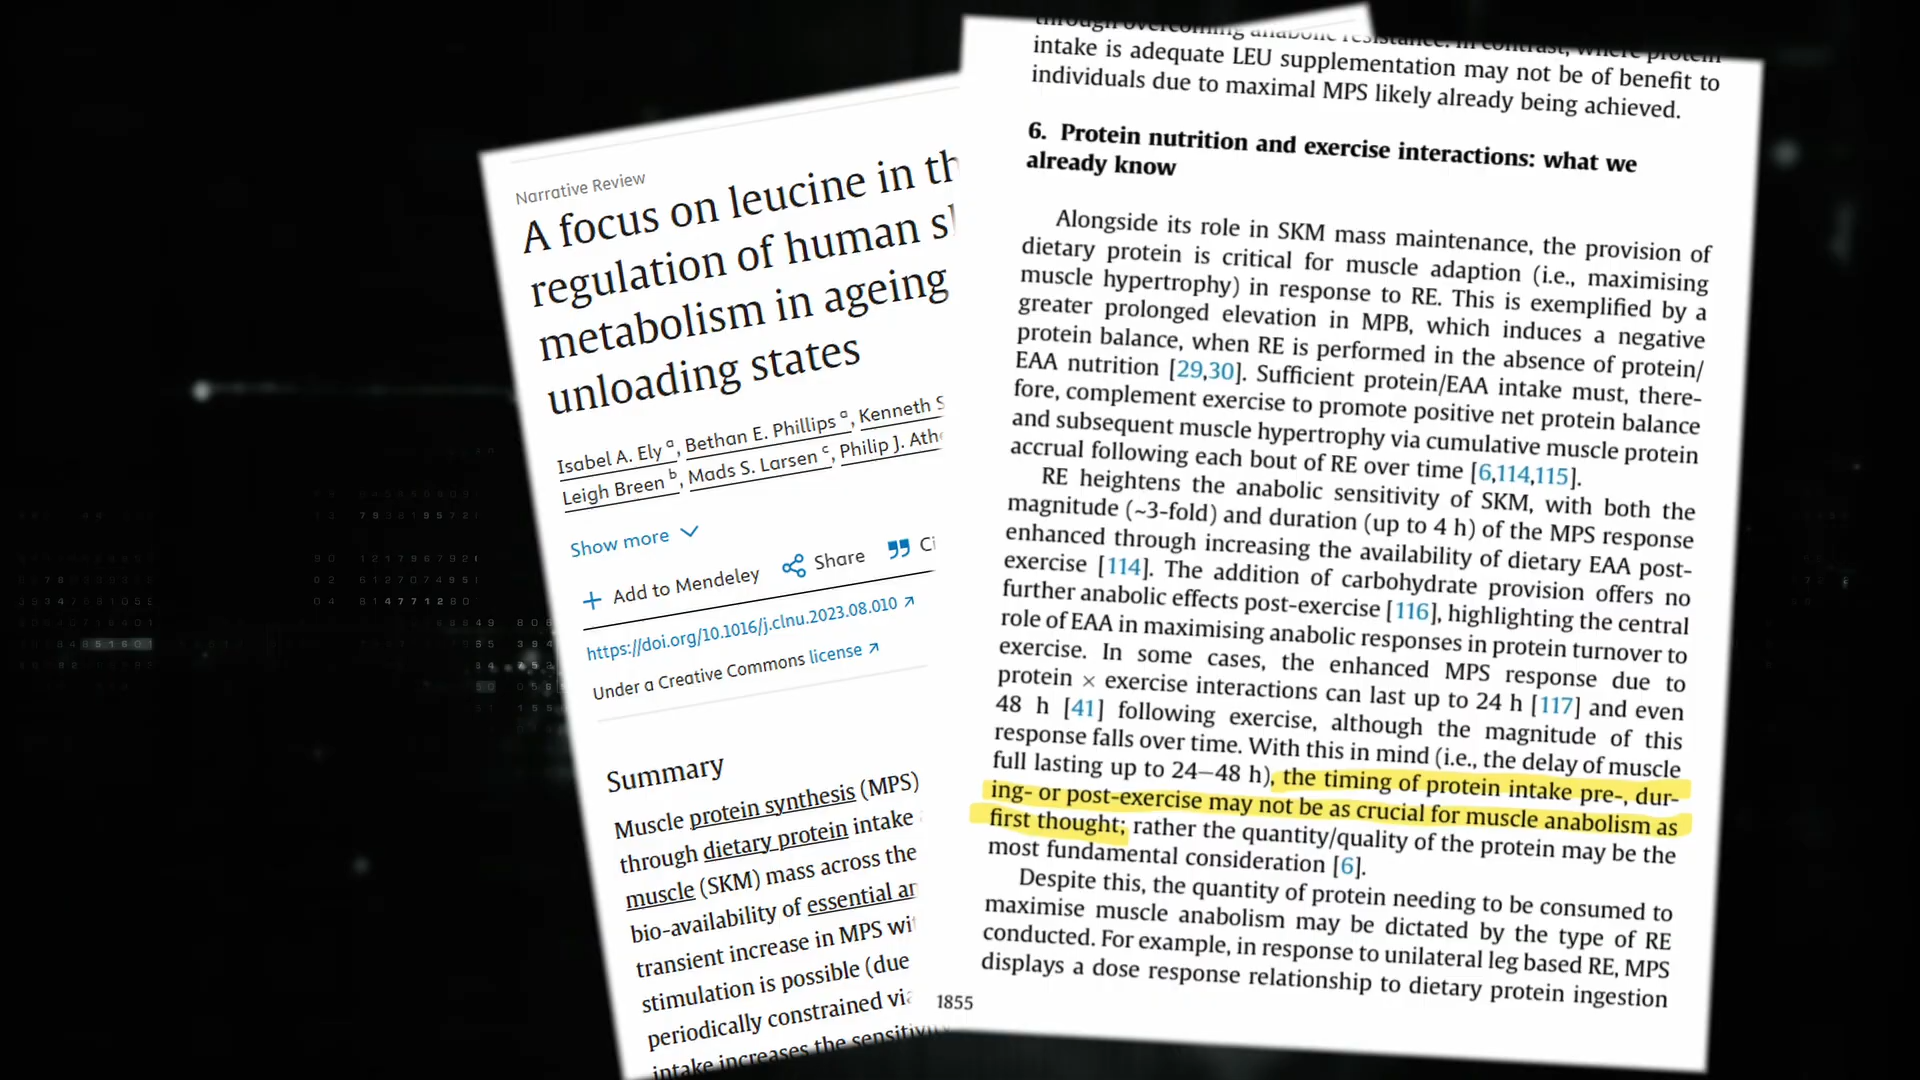 Narrative Review
A focus on leucine in th
regulation of human s
metabolism in ageing
unloading states
Isabel A. Ely a, Bethan E. Phillips a, Kenneth S
Leigh Breen b, Mads S. Larsen c, Philip J. Ath
Show more
Add to Mendeley Share Ci
https://doi.org/10.1016/j.clnu.2023.08.010
Under a Creative Commons license
Summary
Muscle protein synthesis (MPS)
through dietary protein intake
muscle (SKM) mass across the
bio-availability of essential ar
transient increase in MPS wit
stimulation is possible (due
periodically constrained via
intake increases the sensitivity
through overcoming anabolic resistance. In contrast, where protein
intake is adequate LEU supplementation may not be of benefit to
individuals due to maximal MPS likely already being achieved.
6. Protein nutrition and exercise interactions: what we
already know
Alongside its role in SKM mass maintenance, the provision of
dietary protein is critical for muscle adaption (i.e., maximising
muscle hypertrophy) in response to RE. This is exemplified by a
greater prolonged elevation in MPB, which induces a negative
protein balance, when RE is performed in the absence of protein/
EAA nutrition [29,30]. Sufficient protein/EAA intake must, there-
fore, complement exercise to promote positive net protein balance
and subsequent muscle hypertrophy via cumulative muscle protein
accrual following each bout of RE over time [6,114,115].
RE heightens the anabolic sensitivity of SKM, with both the
magnitude (~3-fold) and duration (up to 4 h) of the MPS response
enhanced through increasing the availability of dietary EAA post-
exercise [114]. The addition of carbohydrate provision offers no
further anabolic effects post-exercise [116], highlighting the central
role of EAA in maximising anabolic responses in protein turnover to
exercise. In some cases, the enhanced MPS response due to
protein × exercise interactions can last up to 24 h [117] and even
48 h [41] following exercise, although the magnitude of this
response falls over time. With this in mind (i.e., the delay of muscle
full lasting up to 24–48 h), the timing of protein intake pre-, dur-
ing- or post-exercise may not be as crucial for muscle anabolism as
first thought; rather the quantity/quality of the protein may be the
most fundamental consideration [6].
Despite this, the quantity of protein needing to be consumed to
maximise muscle anabolism may be dictated by the type of RE
conducted. For example, in response to unilateral leg based RE, MPS
displays a dose response relationship to dietary protein ingestion
1855